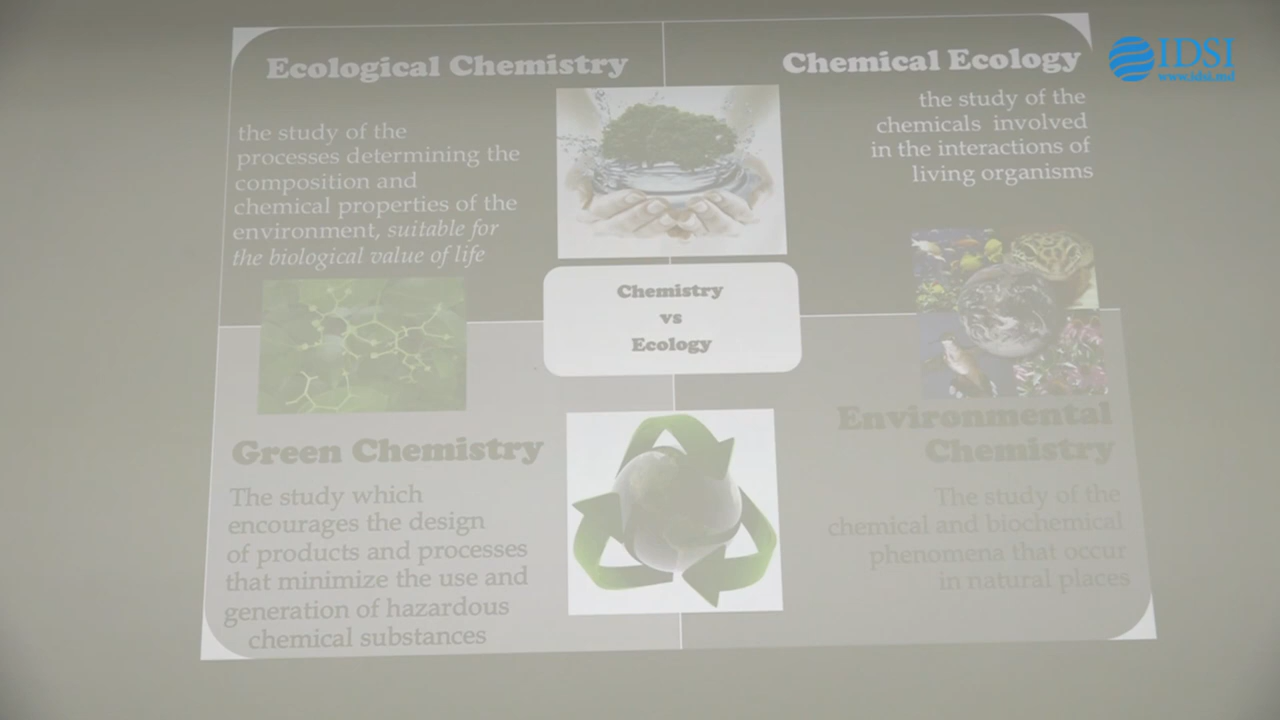 Ecological Chemistry
the study of the
processes determining the
composition and
chemical properties of the
environment, suitable for
the biological value of life
Chemical Ecology
the study of the
chemicals involved
in the interactions of
living organisms
Chemistry
vs
Ecology
Green Chemistry
The study which
encourages the design
of products and processes
that minimize the use and
generation of hazardous
chemical substances
Environmental
Chemistry
The study of the
chemical and biochemical
phenomena that occur
in natural places
IDSI
www.idsi.md